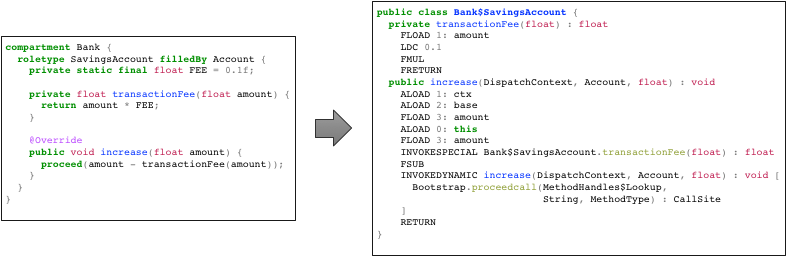 compartment Bank {
  roletype SavingsAccount filledBy Account {
    private static final float FEE = 0.1f;

    private float transactionFee(float amount) {
      return amount * FEE;
    }

    @Override
    public void increase(float amount) {
      proceed(amount - transactionFee(amount));
    }
  }
}

public class Bank$SavingsAccount {
  private transactionFee(float) : float
    FLOAD 1: amount
    LDC 0.1
    FMUL
    FRETURN
  public increase(DispatchContext, Account, float) : void
    ALOAD 1: ctx
    ALOAD 2: base
    FLOAD 3: amount
    ALOAD 0: this
    FLOAD 3: amount
    INVOKESPECIAL Bank$SavingsAccount.transactionFee(float) : float
    FSUB
    INVOKEDYNAMIC increase(DispatchContext, Account, float) : void [
      Bootstrap.proceedcall(MethodHandles$Lookup,
                            String, MethodType) : CallSite
    ]
    RETURN
}